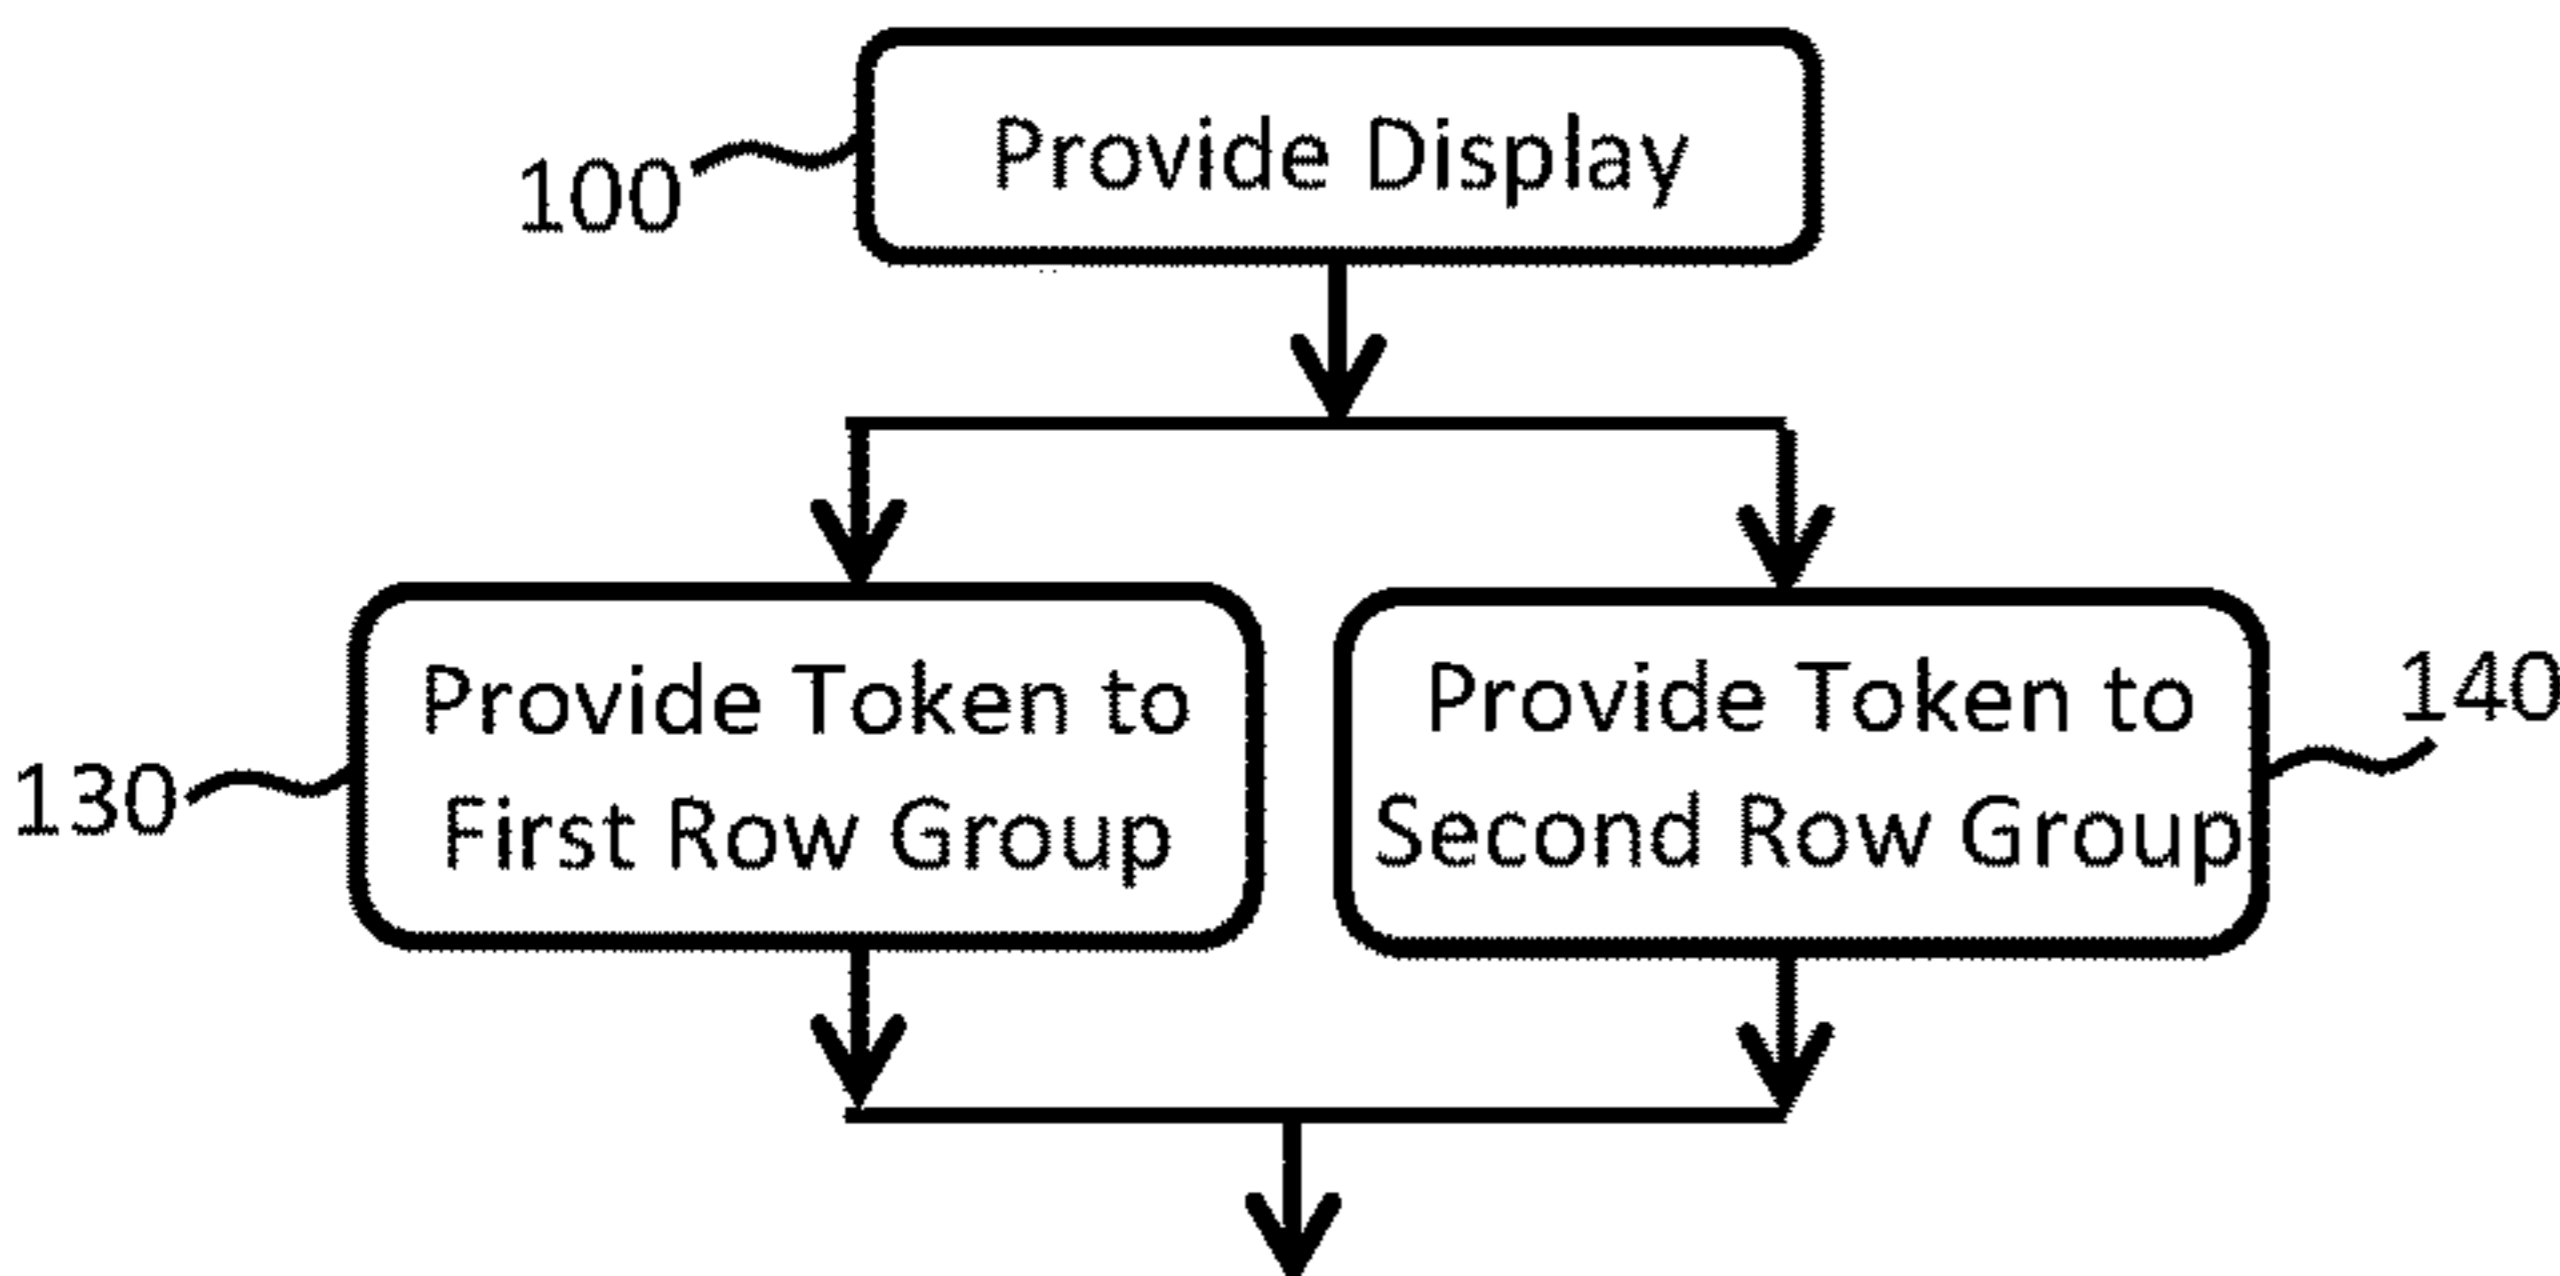 Provide Display
100
Provide Token to
First Row Group
130
Provide Token to
Second Row Group
140